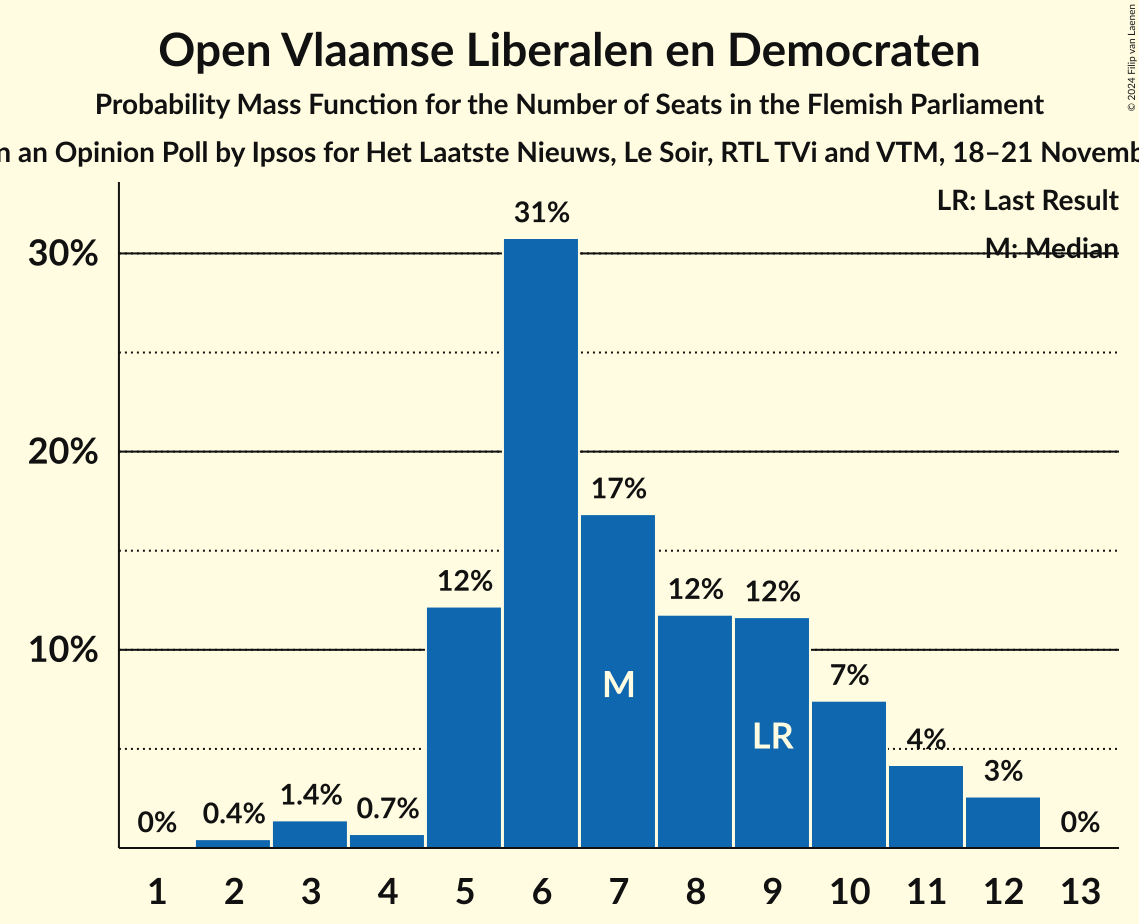 Open Vlaamse Liberalen en Democraten
Probability Mass Function for the Number of Seats in the Flemish Parliament
an Opinion Poll by Ipsos for Het Laatste Nieuws, Le Soir, RTL TVi and VTM, 18–21
© 2024 Filip van Laenen
LR: Last Result
M: Median
30%
20%
10%
0%
0.4%
1.4%
0.7%
12%
31%
17%
12%
12%
7%
4%
3%
0%
M
LR
1 2 3 4 5 6 7 8 9 10 11 12 13